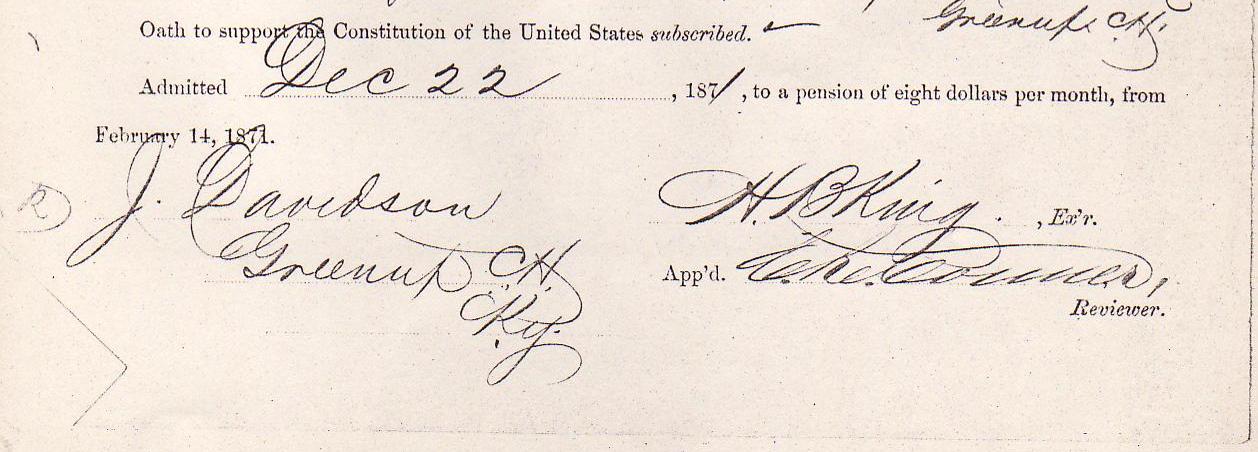 Greenup C.H.
Oath to support the Constitution of the United States subscribed.
Admitted Dec 22, 1871, to a pension of eight dollars per month, from
February 14, 1871.
J. Davidson
Greenup C.H.
Ky.
H. B King., Ex'r.
App'd.
Reviewer.